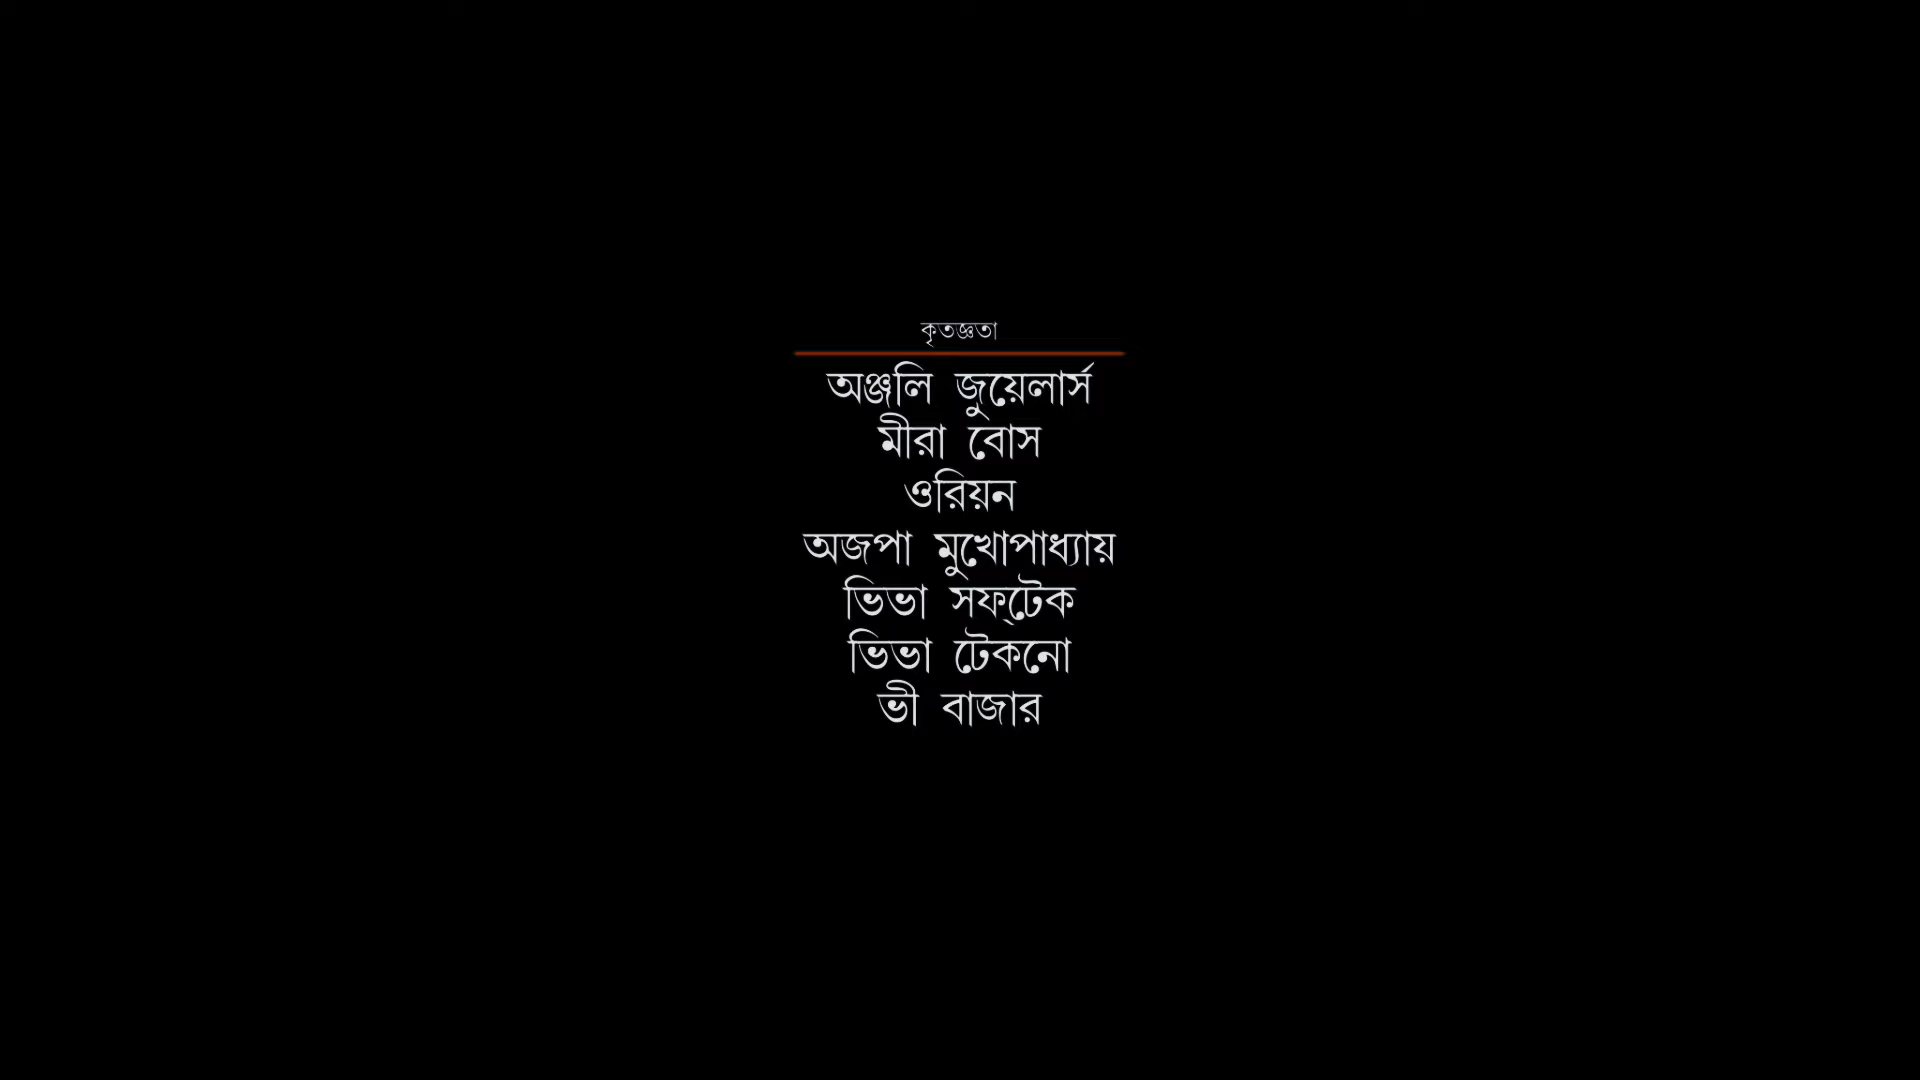 কৃতজ্ঞতা
অঞ্জলি জুয়েলার্স
মীরা বোস
ওরিয়ন
অজপা মুখোপাধ্যায়
ভিভা সফ্‌টেক
ভিভা টেকনো
ভী বাজার